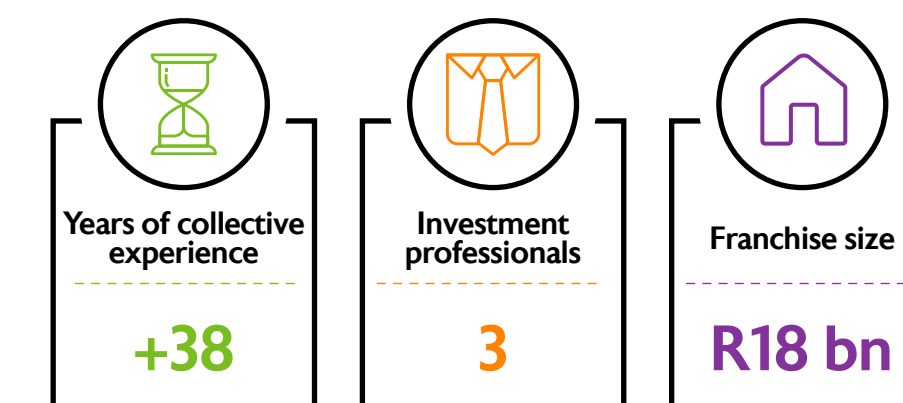 Years of collective
experience
+38
Investment
professionals
3
Franchise size
R18 bn